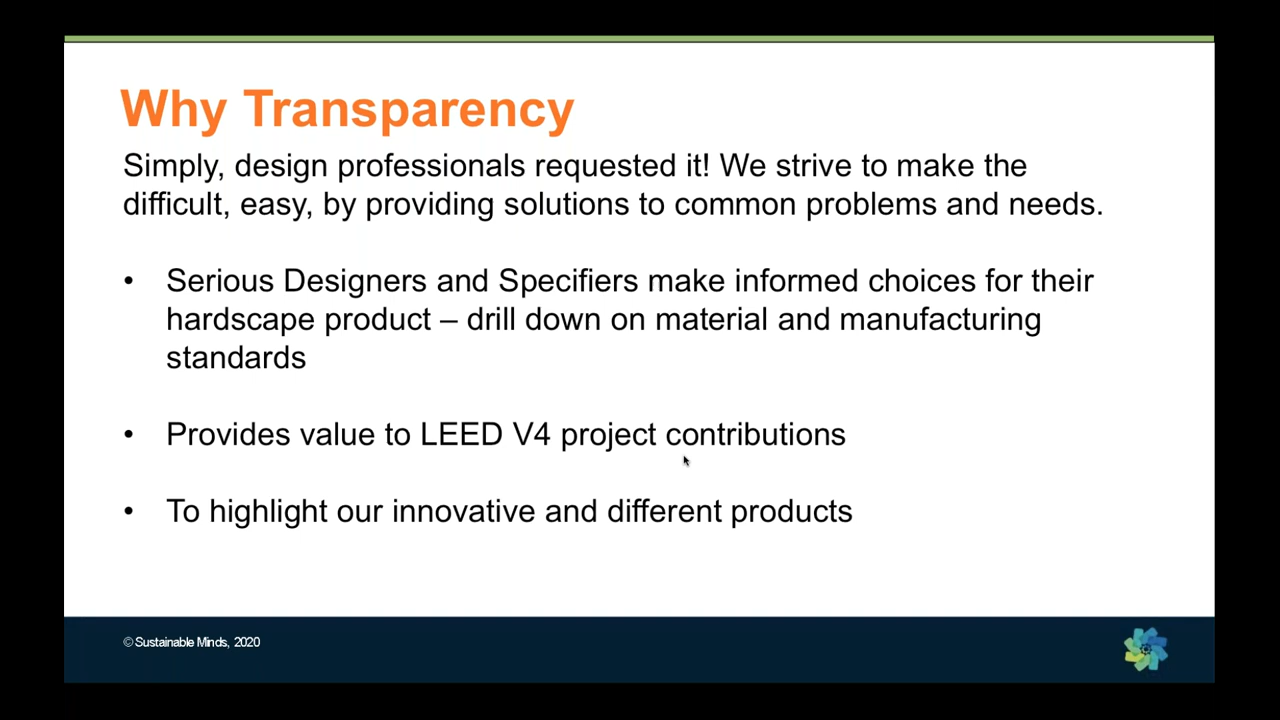 Why Transparency
Simply, design professionals requested it! We strive to make the
difficult, easy, by providing solutions to common problems and needs.
• Serious Designers and Specifiers make informed choices for their
hardscape product – drill down on material and manufacturing
standards
• Provides value to LEED V4 project contributions
• To highlight our innovative and different products
© Sustainable Minds, 2020